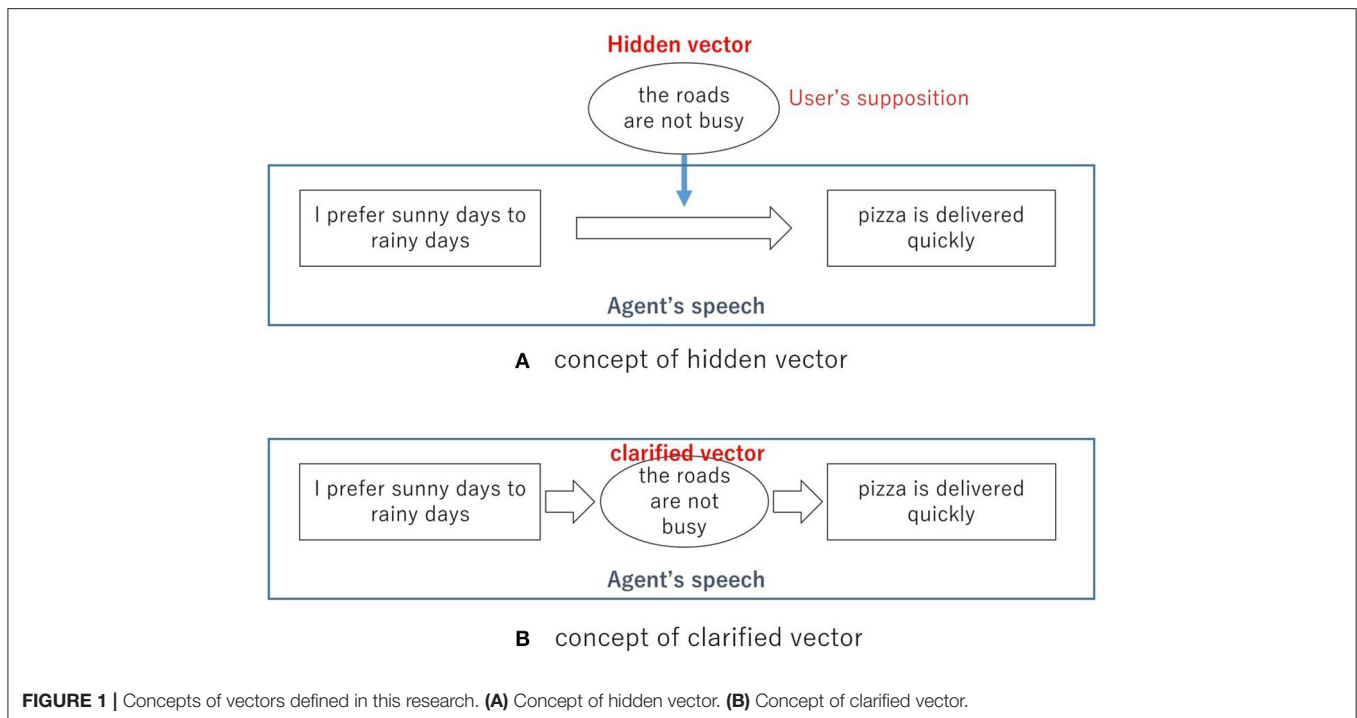 Hidden vector
the roads
are not busy
User's supposition
I prefer sunny days to
rainy days
pizza is delivered
quickly
Agent's speech
A concept of hidden vector
clarified vector
I prefer sunny days to
rainy days
the roads
are not
busy
pizza is delivered
quickly
Agent's speech
B concept of clarified vector
FIGURE 1 | Concepts of vectors defined in this research. (A) Concept of hidden vector. (B) Concept of clarified vector.